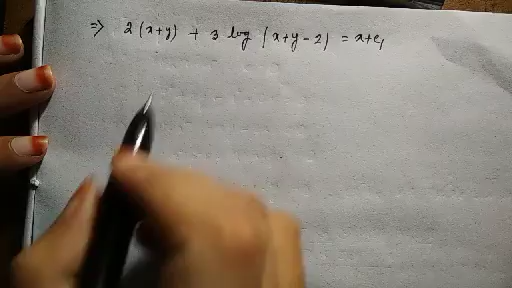 ⇒ 2(x+y) + 3 log (x+y-2) = x+c₁